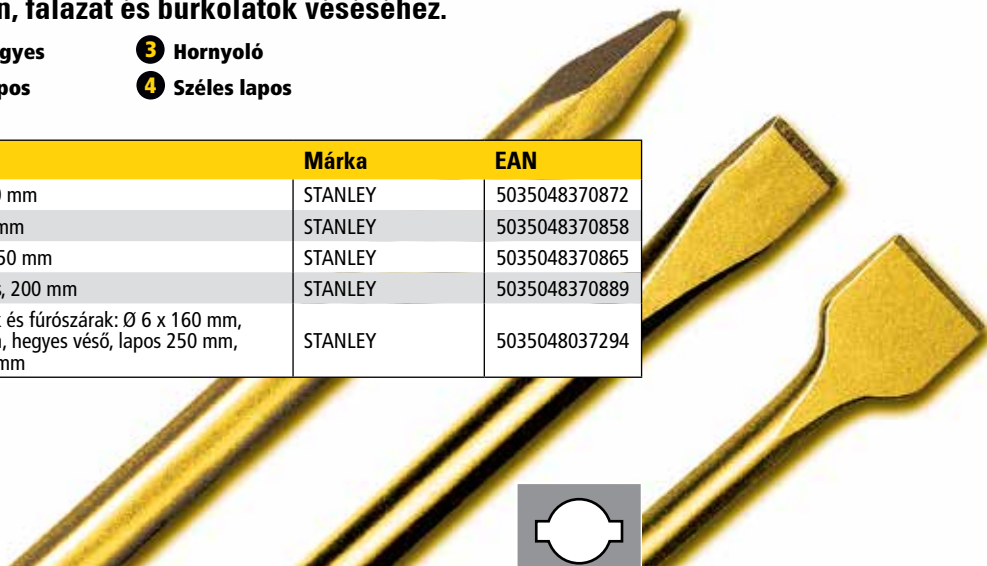 n, falazat és burkolatok véséséhez.
gyes 3 Hornyoló
pos 4 Széles lapos
Márka EAN
mm STANLEY 5035048370872
mm STANLEY 5035048370858
50 mm STANLEY 5035048370865
, 200 mm STANLEY 5035048370889
és fúrószárak: Ø 6 x 160 mm,
, hegyes véső, lapos 250 mm, STANLEY 5035048037294
mm